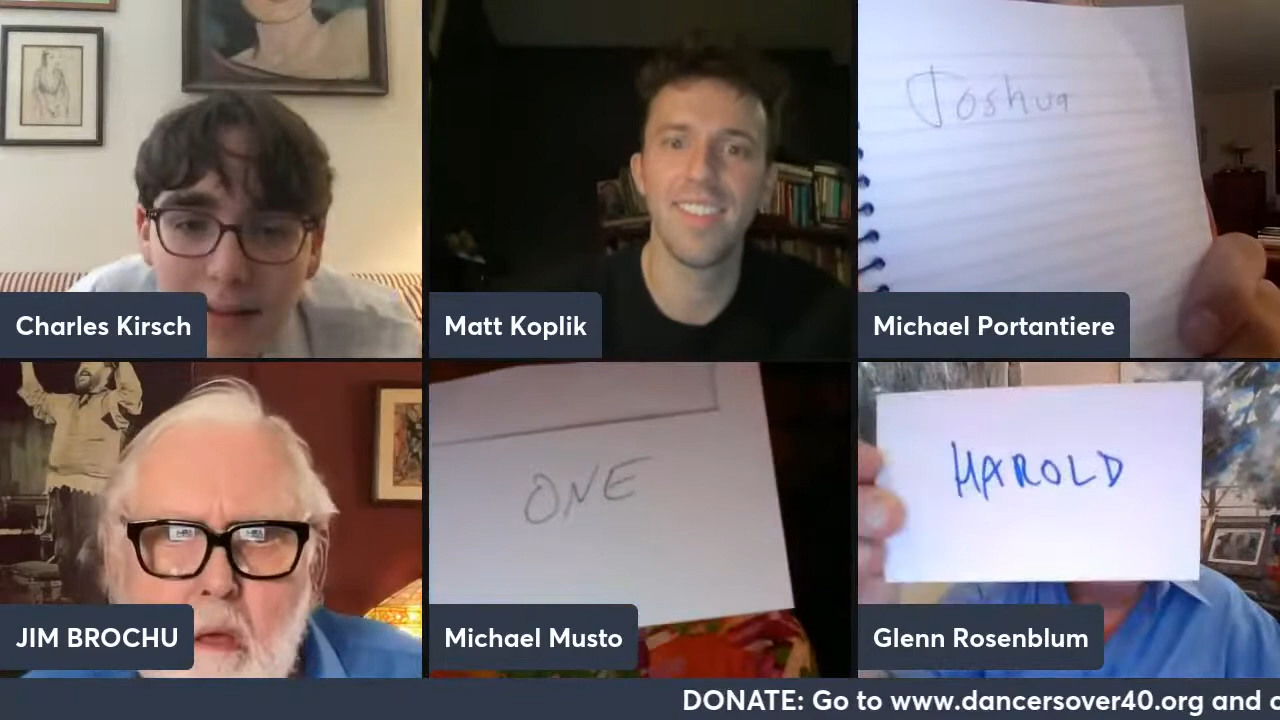 Joshua
Charles Kirsch
Matt Koplik
Michael Portantiere
ONE
HAROLD
JIM BROCHU
Michael Musto
Glenn Rosenblum
DONATE: Go to www.dancersover40.org and c